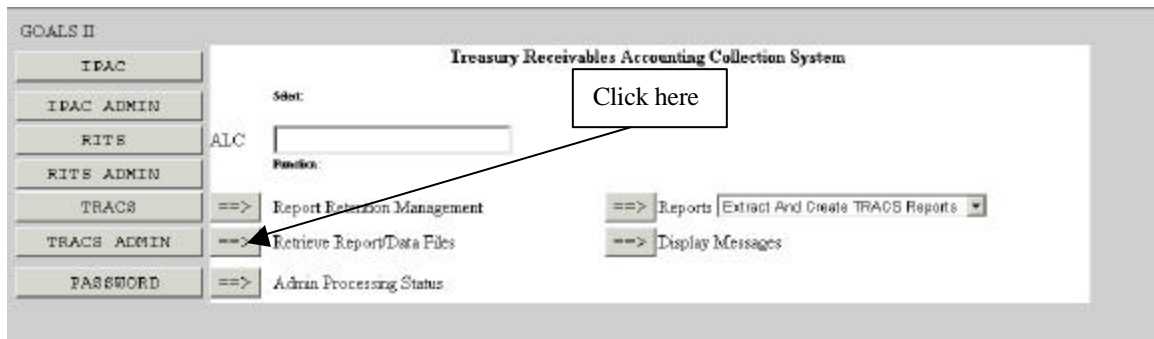 GOALS II
IPAC
Treasury Receivables Accounting Collection System
IPAC ADMIN
Select:
Click here
RITS
ALC
RITS ADMIN
Function:
TRACS
==> Report Retention Management
==> Reports Extract And Create TRACS Reports
TRACS ADMIN
==> Retrieve Report/Data Files
==> Display Messages
PASSWORD
==> Admin Processing Status